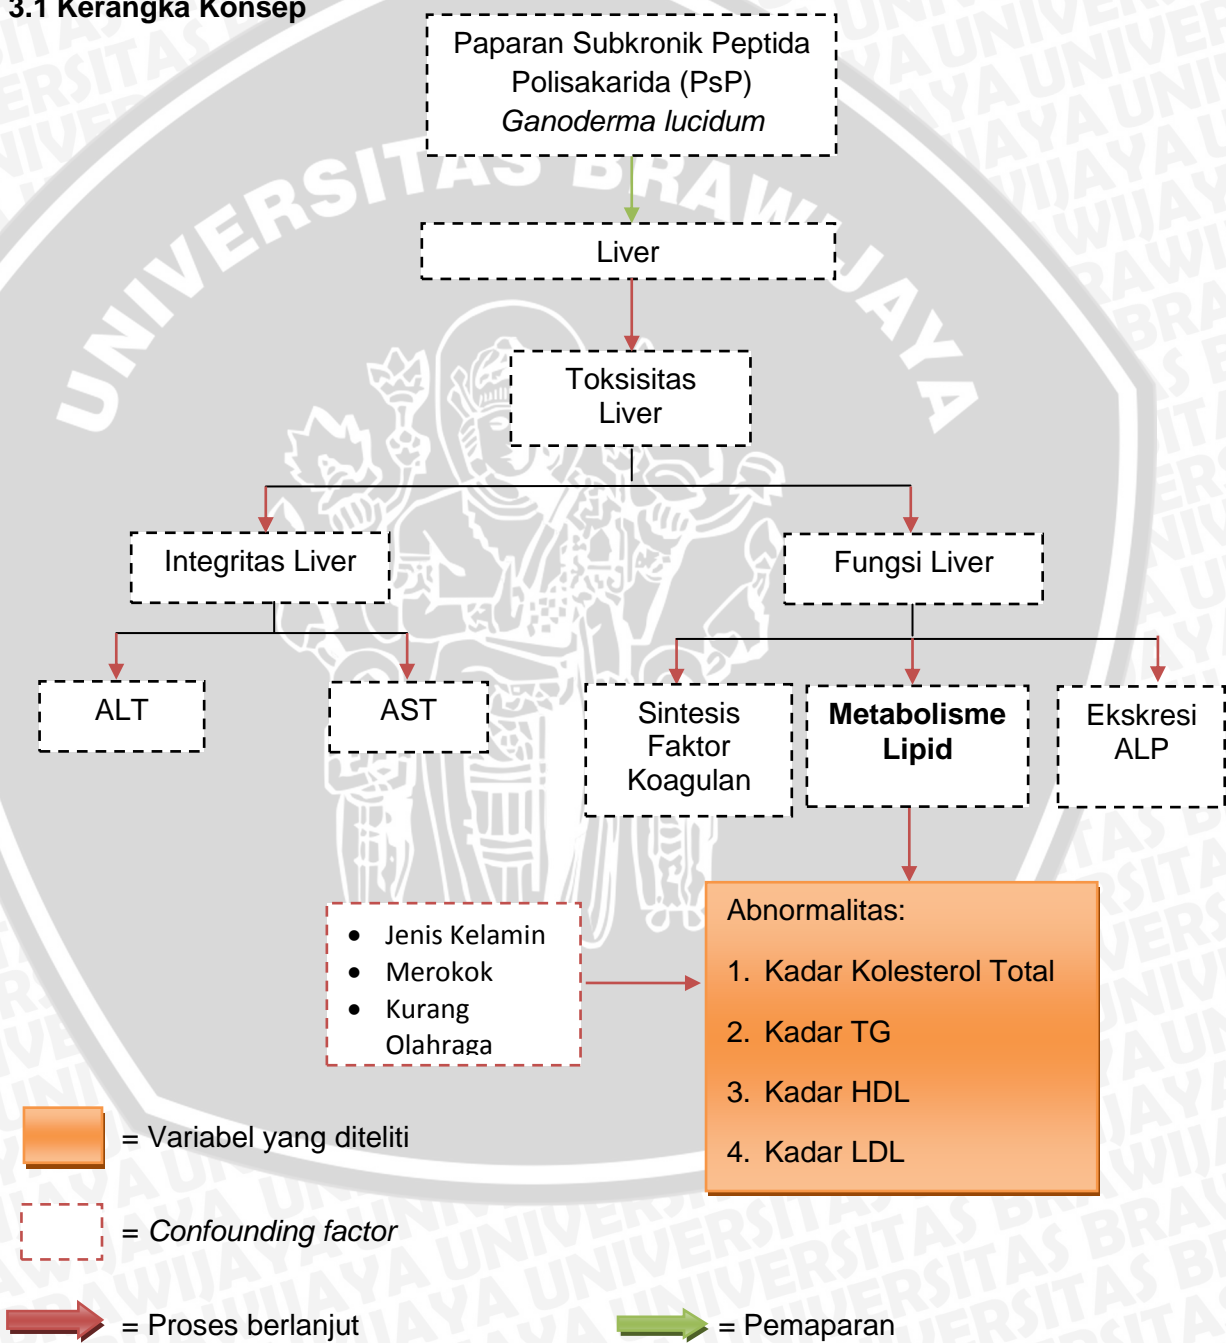 3.1 Kerangka Konsep
Paparan Subkronik Peptida
Polisakarida (PsP)
Ganoderma lucidum
UNIVERSITAS BRAWIJAYA
Liver
Toksisitas
Liver
Integritas Liver
Fungsi Liver
ALT
AST
Sintesis
Faktor
Koagulan
Metabolisme
Lipid
Ekskresi
ALP
• Jenis Kelamin
• Merokok
• Kurang
Olahraga
Abnormalitas:
1. Kadar Kolesterol Total
2. Kadar TG
3. Kadar HDL
4. Kadar LDL
= Variabel yang diteliti
= Confounding factor
= Proses berlanjut
= Pemaparan